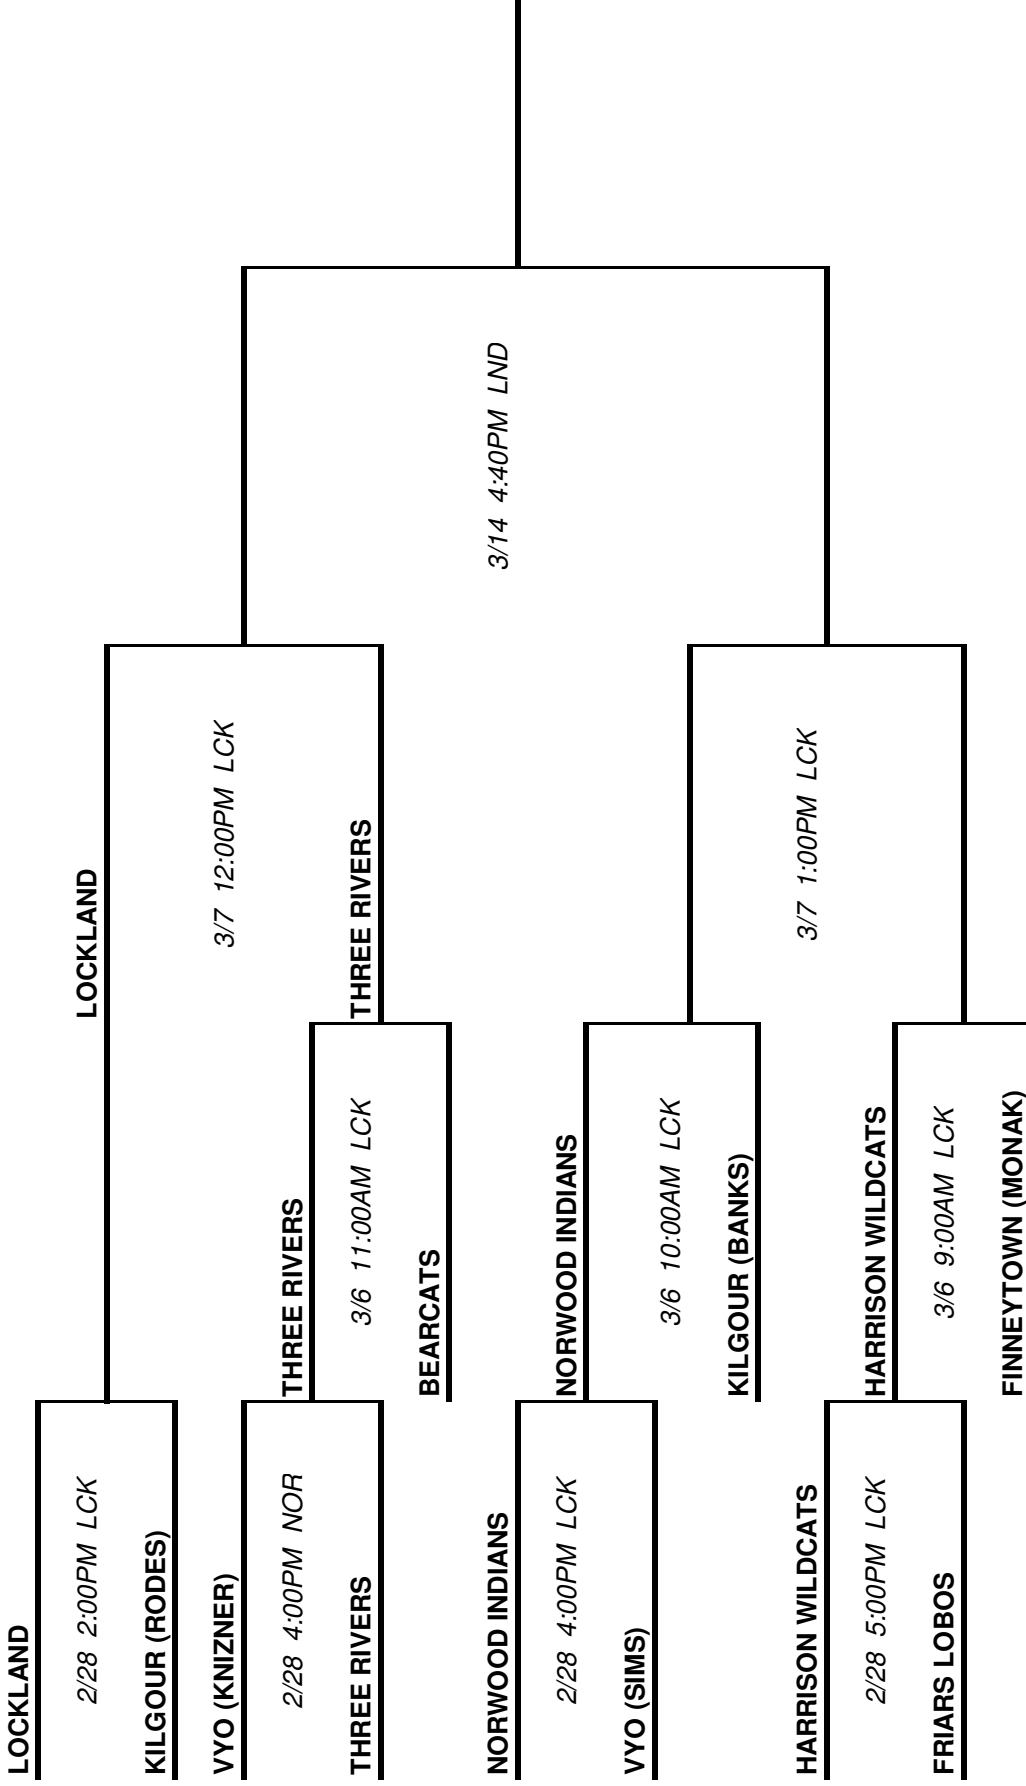 LOCKLAND
2/28 2:00PM LCK
KILGOUR (RODES)
LOCKLAND
VYO (KNIZNER)
2/28 4:00PM NOR
THREE RIVERS
THREE RIVERS
3/6 11:00AM LCK
BEARCATS
THREE RIVERS
3/7 12:00PM LCK
NORWOOD INDIANS
2/28 4:00PM LCK
VYO (SIMS)
NORWOOD INDIANS
3/6 10:00AM LCK
KILGOUR (BANKS)
HARRISON WILDCATS
2/28 5:00PM LCK
FRIARS LOBOS
HARRISON WILDCATS
3/6 9:00AM LCK
FINNEYTOWN (MONAK)
3/7 1:00PM LCK
3/14 4:40PM LND